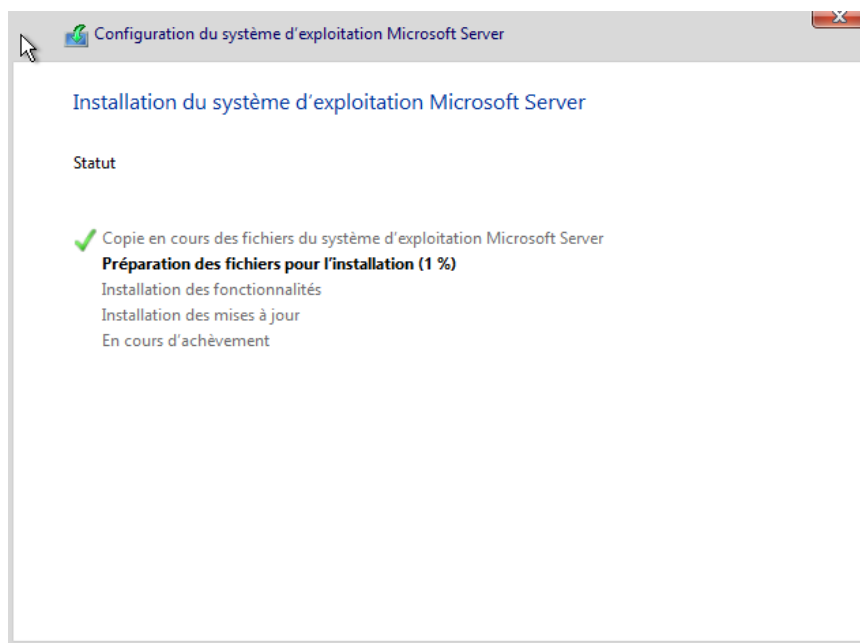 Configuration du système d'exploitation Microsoft Server
Installation du système d'exploitation Microsoft Server
Statut
Copie en cours des fichiers du système d'exploitation Microsoft Server
Préparation des fichiers pour l'installation (1 %)
Installation des fonctionnalités
Installation des mises à jour
En cours d'achèvement